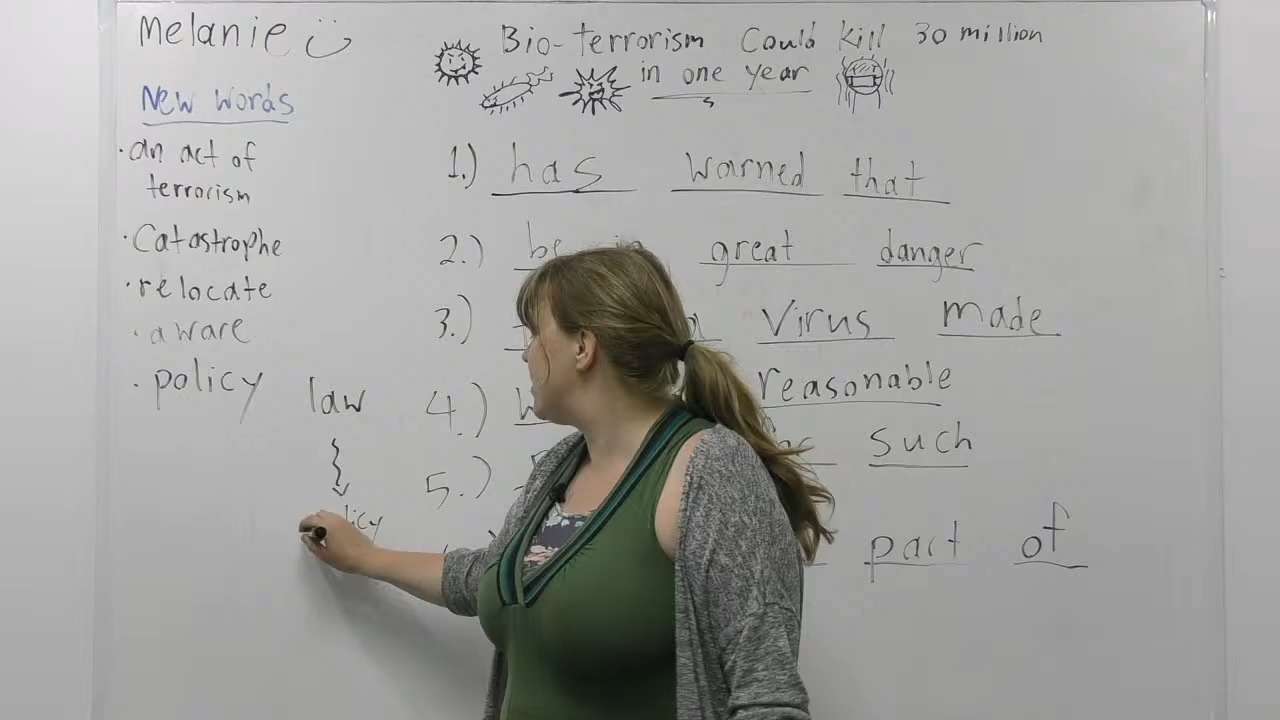 Melanie
Bio-terrorism Could kill 30 million
in one year
New words
• an act of
terrorism
• Catastrophe
• relocate
• aware
• policy
law
1.) has warned that
2.) be in great danger
3.) virus made
4.) reasonable
5.) such
part of